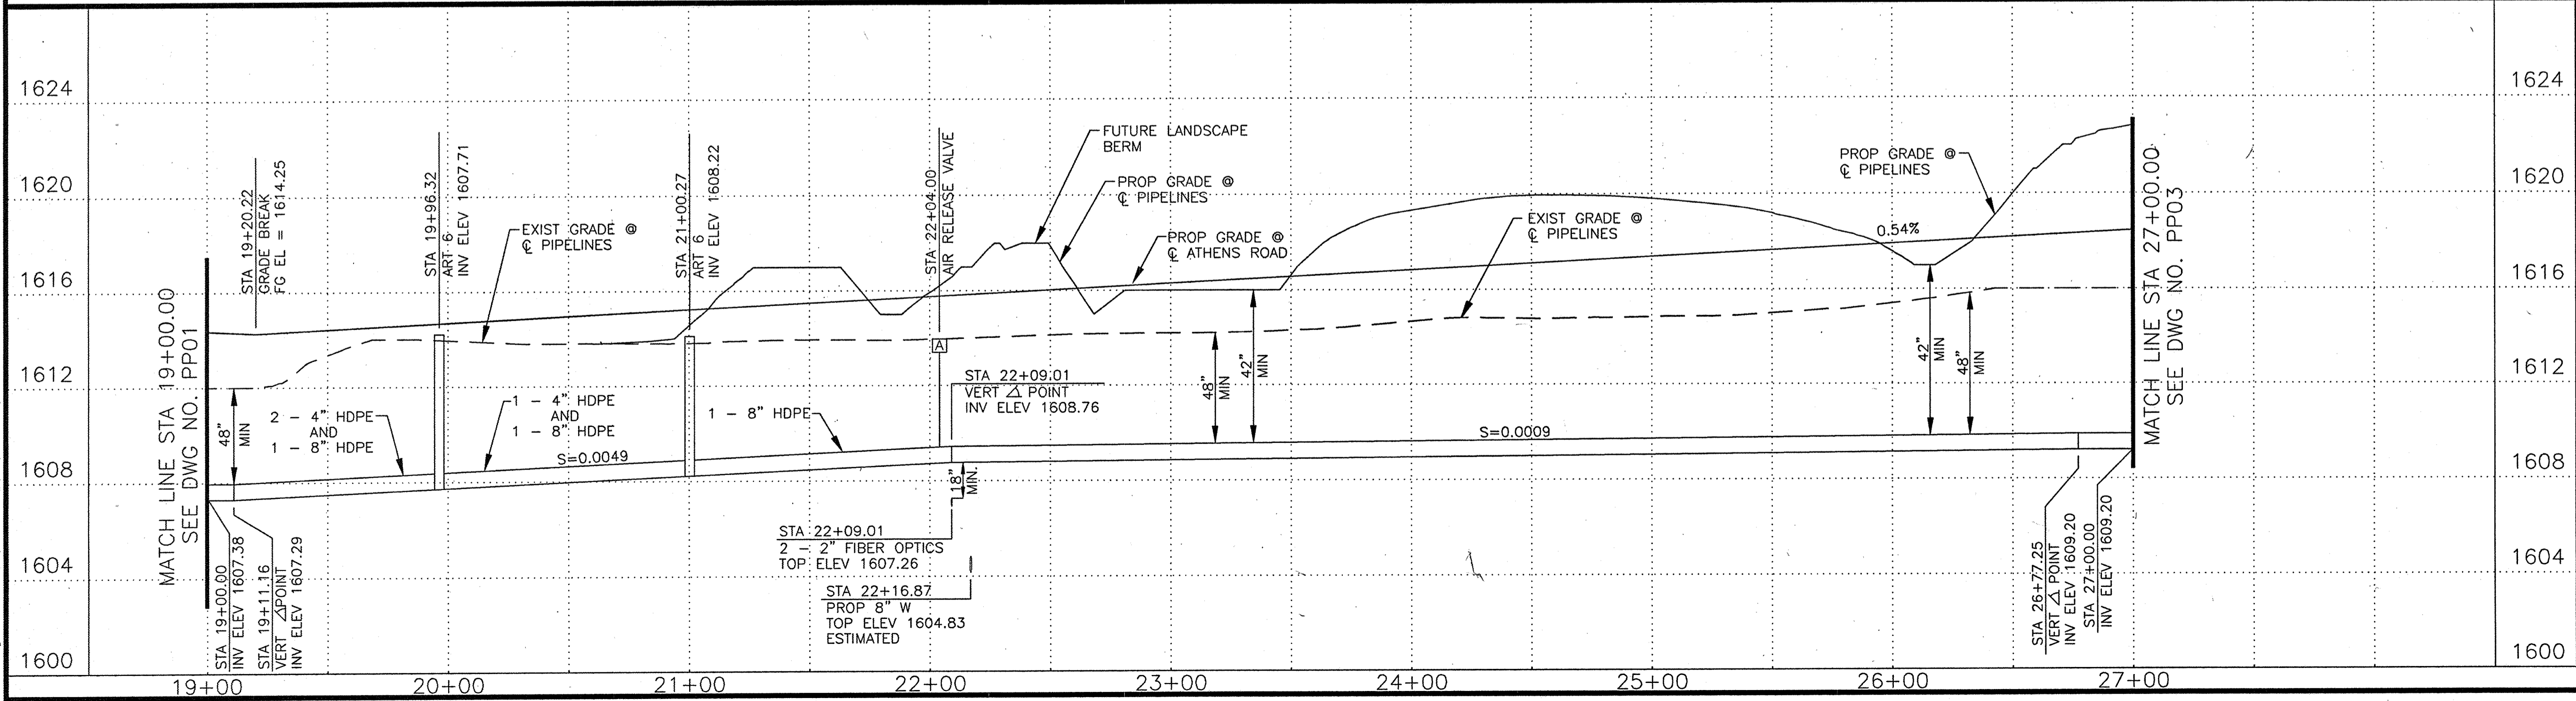 1624
1620
1616
1612
1608
1604
1600
1624
1620
1616
1612
1608
1604
1600
19+00
20+00
21+00
22+00
23+00
24+00
25+00
26+00
27+00
MATCH LINE STA 19+00.00
SEE DWG NO. PP01
STA 19+20.22
GRADE BREAK
FG EL = 1614.25
STA 19+96.32
ART 6
INV ELEV 1607.71
EXIST GRADE @
℄ PIPELINES
STA 21+00.27
ART 6
INV ELEV 1608.22
STA 22+04.00
AIR RELEASE VALVE
A
FUTURE LANDSCAPE
BERM
PROP GRADE @
℄ PIPELINES
PROP GRADE @
℄ ATHENS ROAD
EXIST GRADE @
℄ PIPELINES
PROP GRADE @
℄ PIPELINES
0.54%
MATCH LINE STA 27+00.00
SEE DWG NO. PP03
48"
MIN
2 - 4" HDPE
AND
1 - 8" HDPE
1 - 4" HDPE
AND
1 - 8" HDPE
S=0.0049
1 - 8" HDPE
STA 22+09.01
VERT △ POINT
INV ELEV 1608.76
48"
MIN
42"
MIN
S=0.0009
42"
MIN
48"
MIN
18"
MIN.
STA 22+09.01
2 - 2" FIBER OPTICS
TOP ELEV 1607.26
STA 22+16.87
PROP 8" W
TOP ELEV 1604.83
ESTIMATED
STA 19+00.00
INV ELEV 1607.38
STA 19+11.16
VERT △POINT
INV ELEV 1607.29
STA 26+77.25
VERT △ POINT
INV ELEV 1609.20
STA 27+00.00
INV ELEV 1609.20